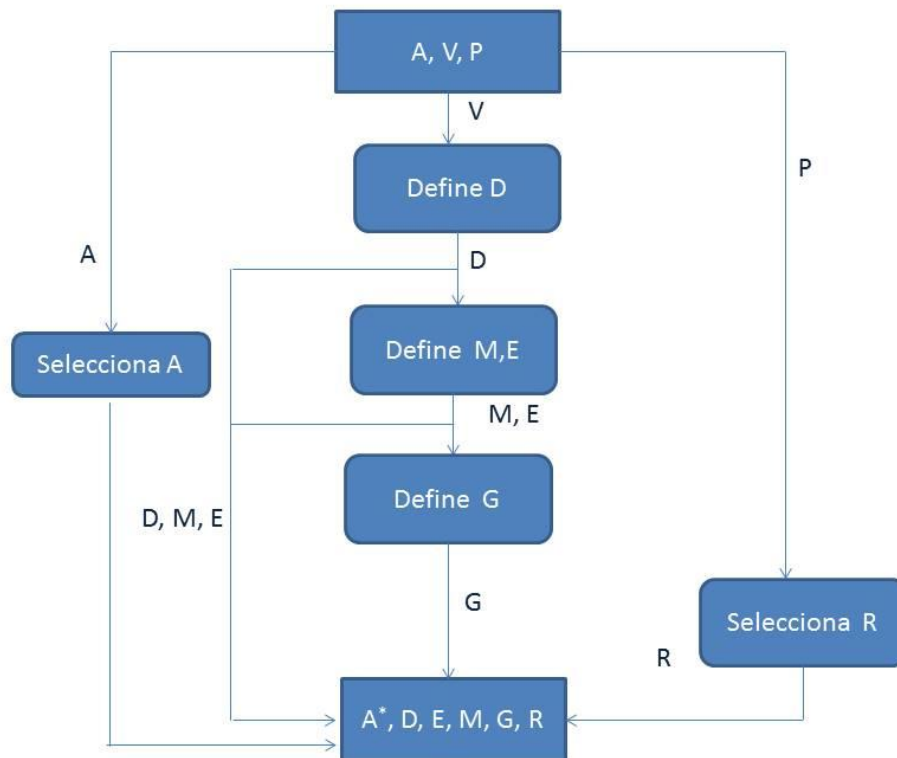 A, V, P
V
Define D
P
A
D
Define M,E
Selecciona A
M, E
Define G
D, M, E
G
Selecciona R
R
A*, D, E, M, G, R